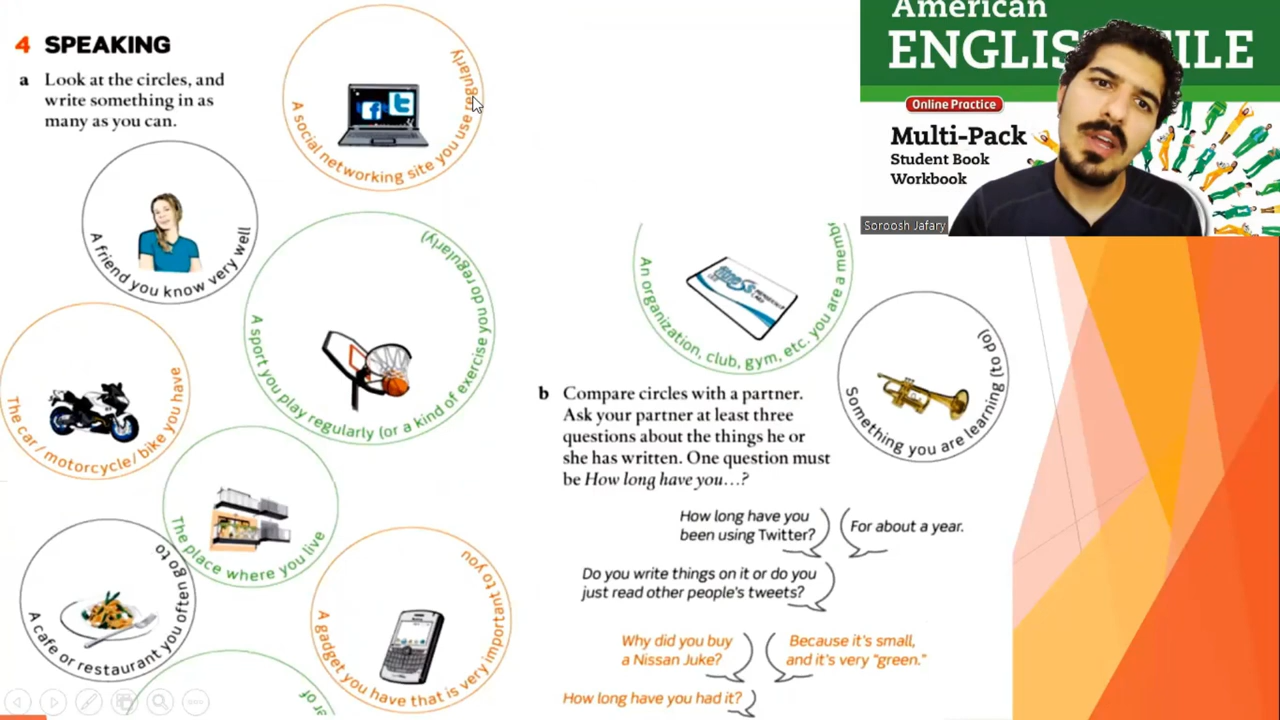 4 SPEAKING
a Look at the circles, and
write something in as
many as you can.
A social networking site you use regularly
A friend you know very well
A sport you play regularly (or a kind of exercise you do regularly)
The car / motorcycle / bike you have
The place where you live
A cafe or restaurant you often go to
A gadget you have that is very important to you
An organization, club, gym, etc. you are a memb
Something you are learning (to do)
b Compare circles with a partner.
Ask your partner at least three
questions about the things he or
she has written. One question must
be How long have you...?
How long have you
been using Twitter?
For about a year.
Do you write things on it or do you
just read other people's tweets?
Why did you buy
a Nissan Juke?
Because it's small,
and it's very "green."
How long have you had it?
American
ENGLIS
ILE
Online Practice
Multi-Pack
Student Book
Workbook
Soroosh Jafary